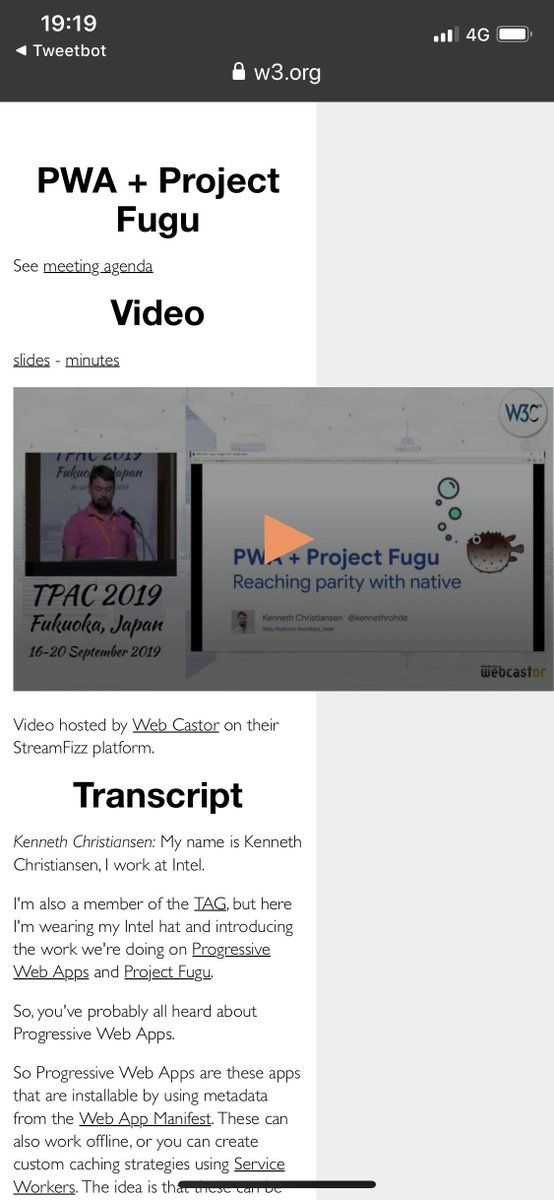 19:19
4G
◀ Tweetbot
w3.org
PWA + Project
Fugu
See meeting agenda
Video
slides - minutes
W3C
TPAC 2019
Fukuoka, Japan
PWA + Project Fugu
Reaching parity with native
Kenneth Christiansen @kennethrohde
Web Platform Architect, Intel
TPAC 2019
Fukuoka, Japan
16-20 September 2019
webcastor
Video hosted by Web Castor on their
StreamFizz platform.
Transcript
Kenneth Christiansen: My name is Kenneth
Christiansen, I work at Intel.
I'm also a member of the TAG, but here
I'm wearing my Intel hat and introducing
the work we're doing on Progressive
Web Apps and Project Fugu.
So, you've probably all heard about
Progressive Web Apps.
So Progressive Web Apps are these apps
that are installable by using metadata
from the Web App Manifest. These can
also work offline, or you can create
custom caching strategies using Service
Workers. The idea is that these can be